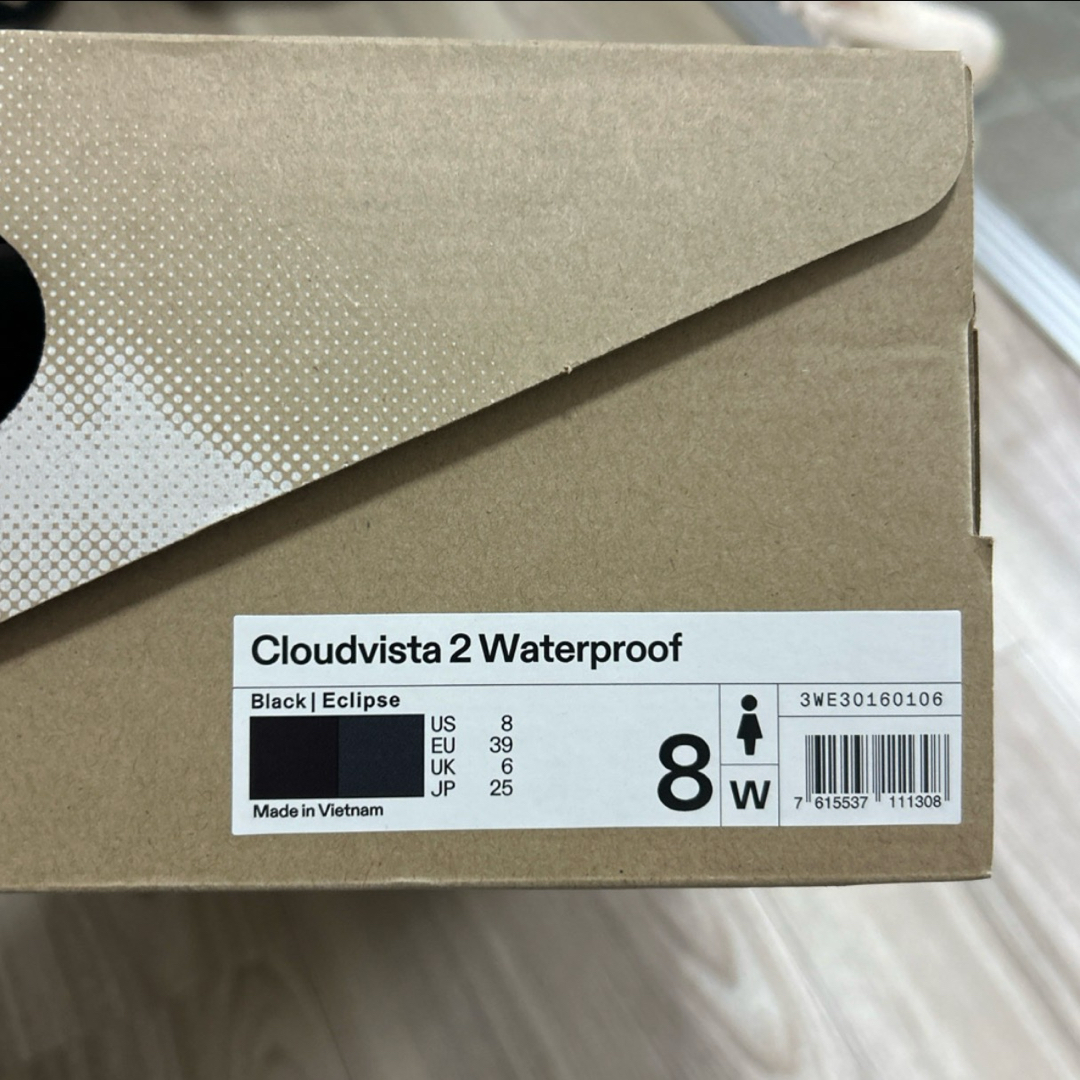 Cloudvista 2 Waterproof
Black | Eclipse
US 8
EU 39
UK 6
JP 25
Made in Vietnam
8
W
3WE30160106
7 615537 111308